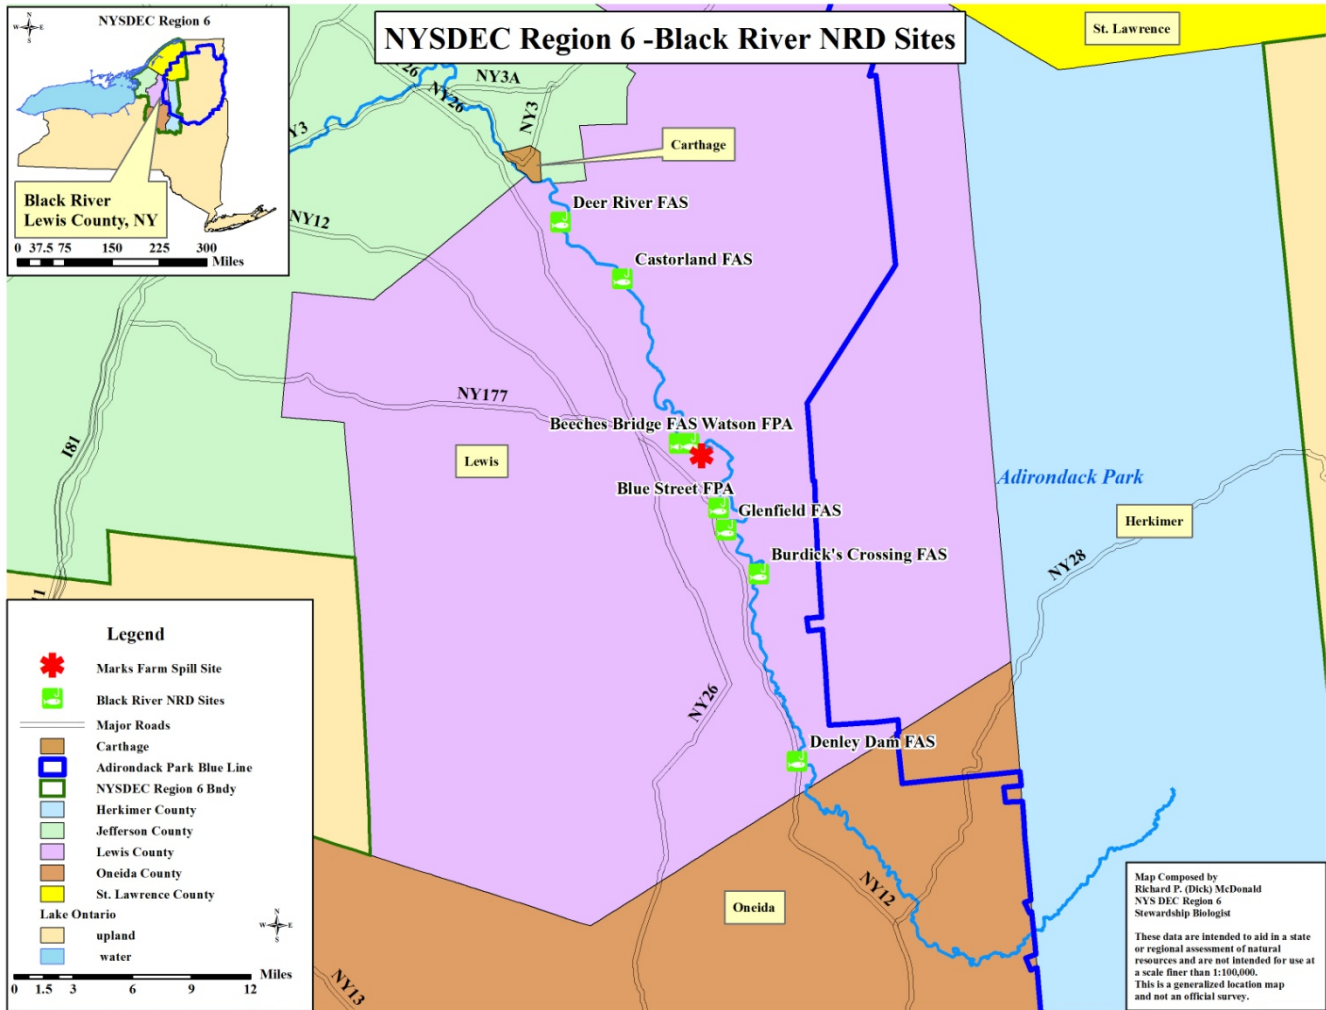 NYSDEC Region 6 -Black River NRD Sites
NYSDEC Region 6
N
W
E
S
Black River
Lewis County, NY
0 37.5 75 150 225 300
Miles
St. Lawrence
NY3A
NY26
NY3
Carthage
Deer River FAS
NY12
Castorland FAS
NY177
Beeches Bridge FAS Watson FPA
I81
Lewis
Adirondack Park
Blue Street FPA
Glenfield FAS
Herkimer
Burdick's Crossing FAS
NY28
NY26
Denley Dam FAS
NY12
Oneida
NY13
Legend
Marks Farm Spill Site
Black River NRD Sites
Major Roads
Carthage
Adirondack Park Blue Line
NYSDEC Region 6 Bndy
Herkimer County
Jefferson County
Lewis County
Oneida County
St. Lawrence County
Lake Ontario
upland
water
N
W
E
S
Miles
0 1.5 3 6 9 12
Map Composed by
Richard P. (Dick) McDonald
NYS DEC Region 6
Stewardship Biologist
These data are intended to aid in a state
or regional assessment of natural
resources and are not intended for use at
a scale finer than 1:100,000.
This is a generalized location map
and not an official survey.